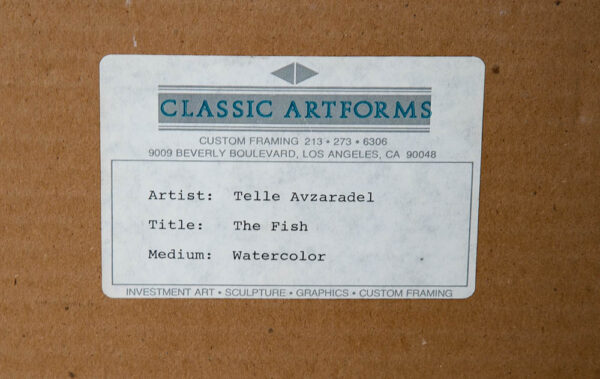 CLASSIC ARTFORMS
CUSTOM FRAMING 213 • 273 • 6306
9009 BEVERLY BOULEVARD, LOS ANGELES, CA 90048
Artist: Telle Avzaradel
Title: The Fish
Medium: Watercolor
INVESTMENT ART • SCULPTURE • GRAPHICS • CUSTOM FRAMING